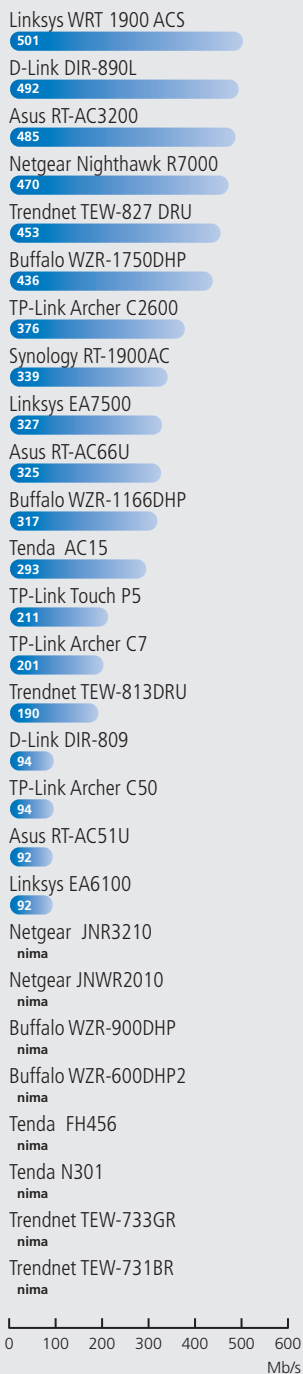 Linksys WRT 1900 ACS
501
D-Link DIR-890L
492
Asus RT-AC3200
485
Netgear Nighthawk R7000
470
Trendnet TEW-827 DRU
453
Buffalo WZR-1750DHP
436
TP-Link Archer C2600
376
Synology RT-1900AC
339
Linksys EA7500
327
Asus RT-AC66U
325
Buffalo WZR-1166DHP
317
Tenda AC15
293
TP-Link Touch P5
211
TP-Link Archer C7
201
Trendnet TEW-813DRU
190
D-Link DIR-809
94
TP-Link Archer C50
94
Asus RT-AC51U
92
Linksys EA6100
92
Netgear JNR3210
nima
Netgear JNWR2010
nima
Buffalo WZR-900DHP
nima
Buffalo WZR-600DHP2
nima
Tenda FH456
nima
Tenda N301
nima
Trendnet TEW-733GR
nima
Trendnet TEW-731BR
nima
0 100 200 300 400 500 600
Mb/s